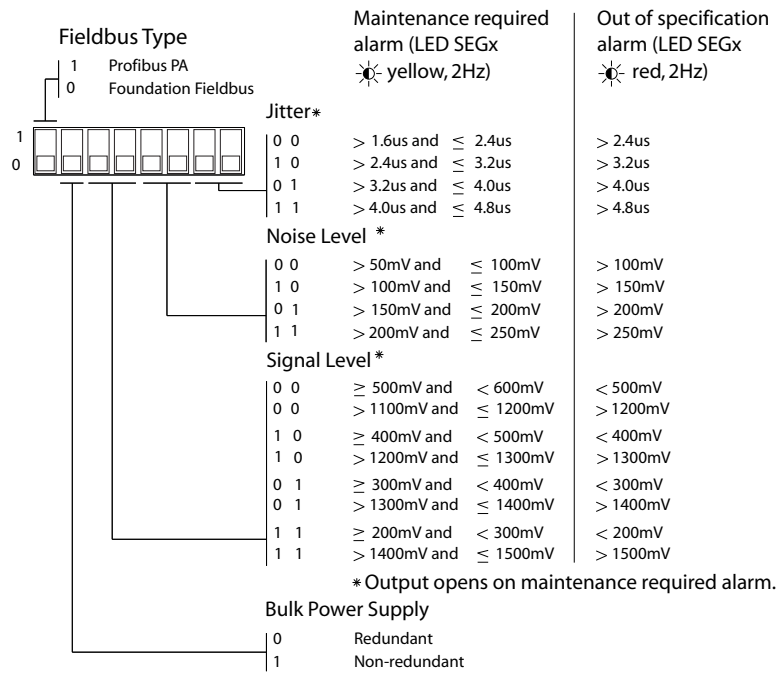 Fieldbus Type
1 Profibus PA
0 Foundation Fieldbus
Maintenance required
alarm (LED SEGx
yellow, 2Hz)
Out of specification
alarm (LED SEGx
red, 2Hz)
1
0
Jitter*
0 0 > 1.6us and ≤ 2.4us > 2.4us
1 0 > 2.4us and ≤ 3.2us > 3.2us
0 1 > 3.2us and ≤ 4.0us > 4.0us
1 1 > 4.0us and ≤ 4.8us > 4.8us
Noise Level *
0 0 > 50mV and ≤ 100mV > 100mV
1 0 > 100mV and ≤ 150mV > 150mV
0 1 > 150mV and ≤ 200mV > 200mV
1 1 > 200mV and ≤ 250mV > 250mV
Signal Level *
0 0 ≥ 500mV and < 600mV < 500mV
0 0 > 1100mV and ≤ 1200mV > 1200mV
1 0 ≥ 400mV and < 500mV < 400mV
1 0 > 1200mV and ≤ 1300mV > 1300mV
0 1 ≥ 300mV and < 400mV < 300mV
0 1 > 1300mV and ≤ 1400mV > 1400mV
1 1 ≥ 200mV and < 300mV < 200mV
1 1 > 1400mV and ≤ 1500mV > 1500mV
* Output opens on maintenance required alarm.
Bulk Power Supply
0 Redundant
1 Non-redundant